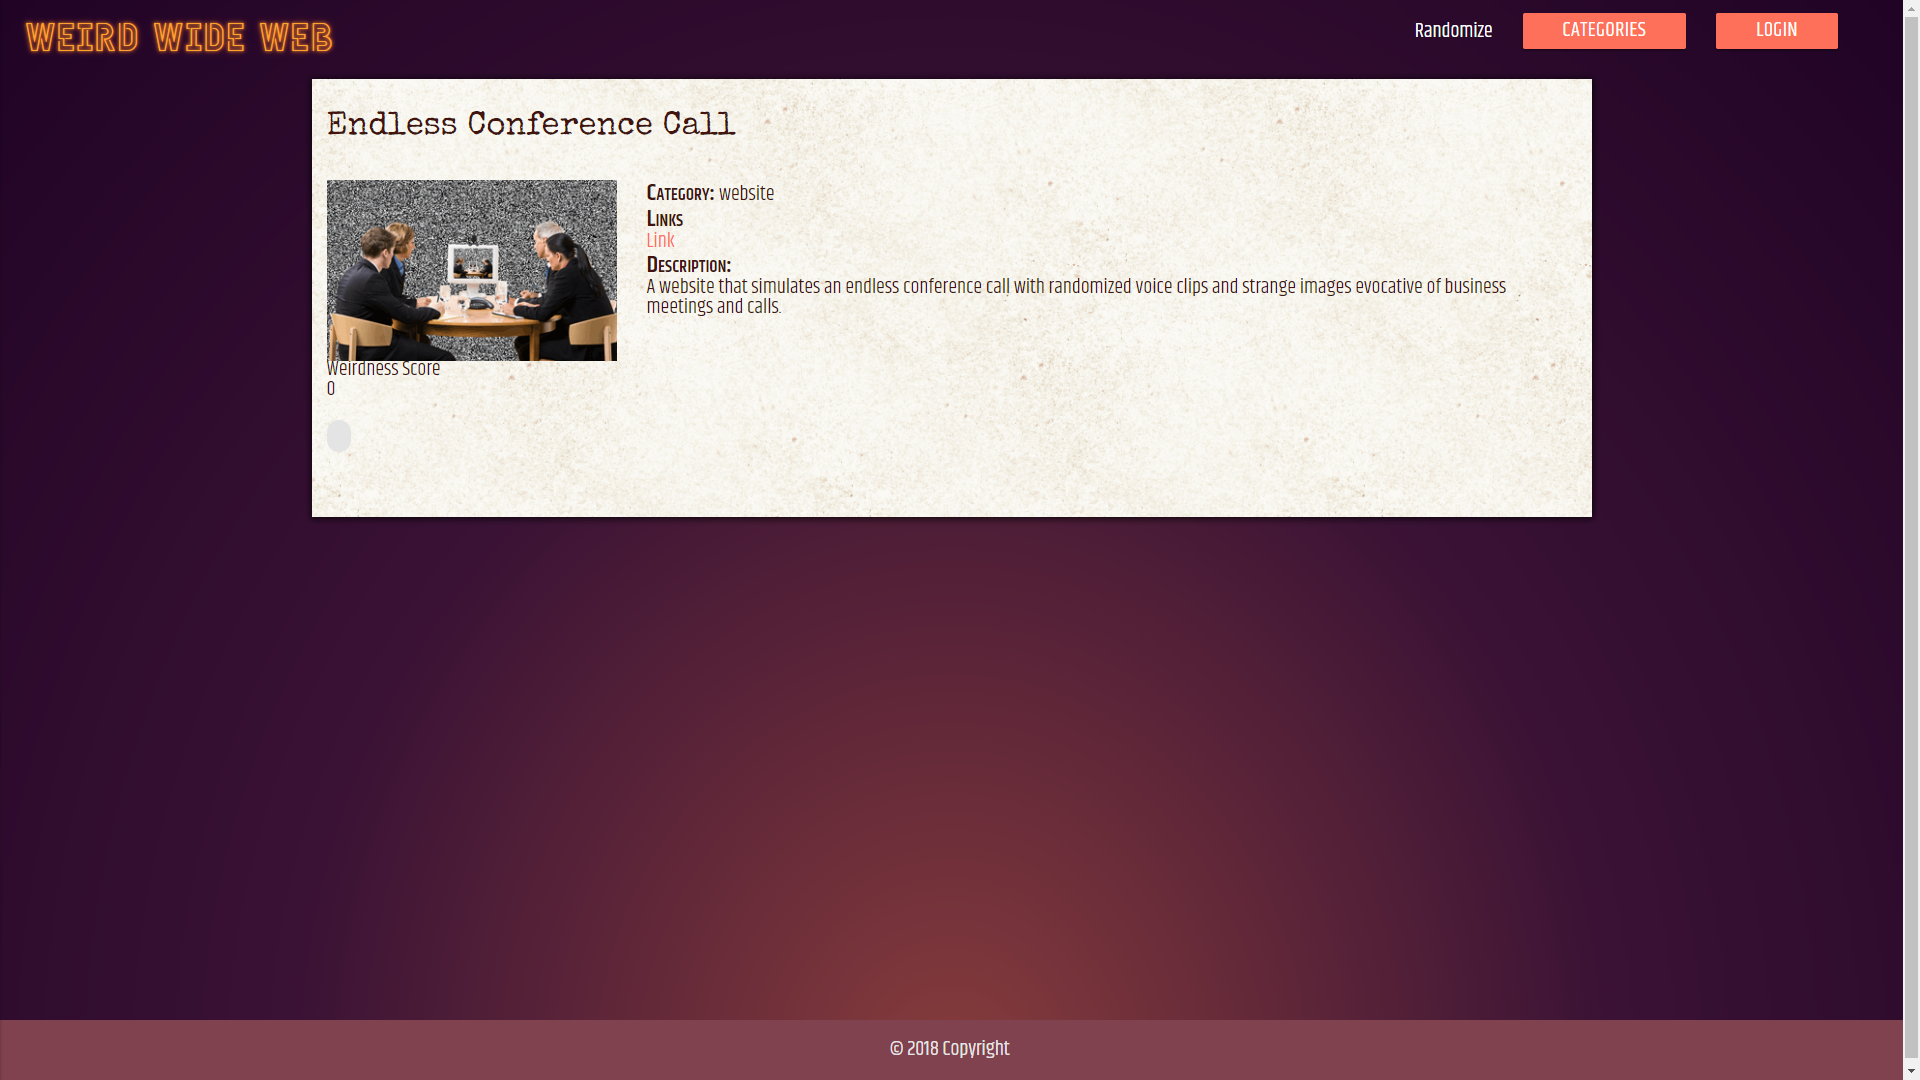 WEIRD WIDE WEB
Randomize
CATEGORIES
LOGIN
Endless Conference Call
Category: website
Links
Link
Description:
A website that simulates an endless conference call with randomized voice clips and strange images evocative of business
meetings and calls.
Weirdness Score
0
© 2018 Copyright